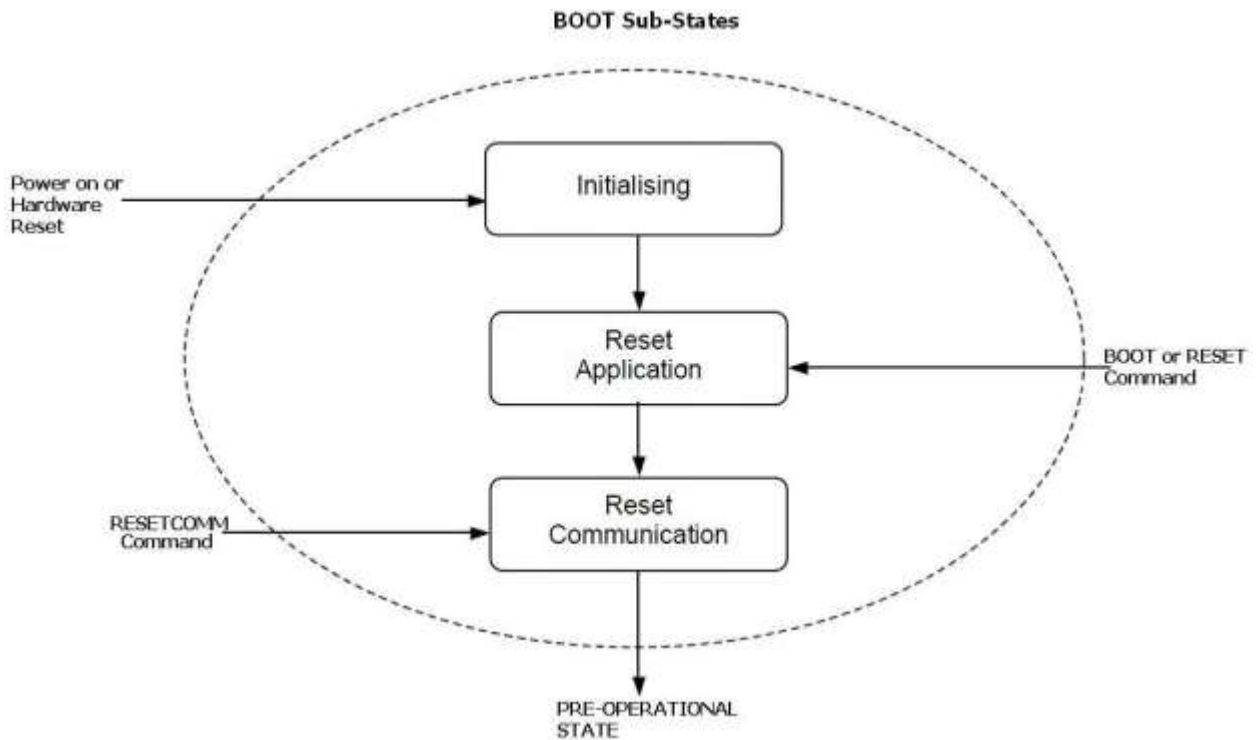 BOOT Sub-States
Initialising
Power on or
Hardware
Reset
Reset
Application
BOOT or RESET
Command
Reset
Communication
RESETCOMM
Command
PRE-OPERATIONAL
STATE